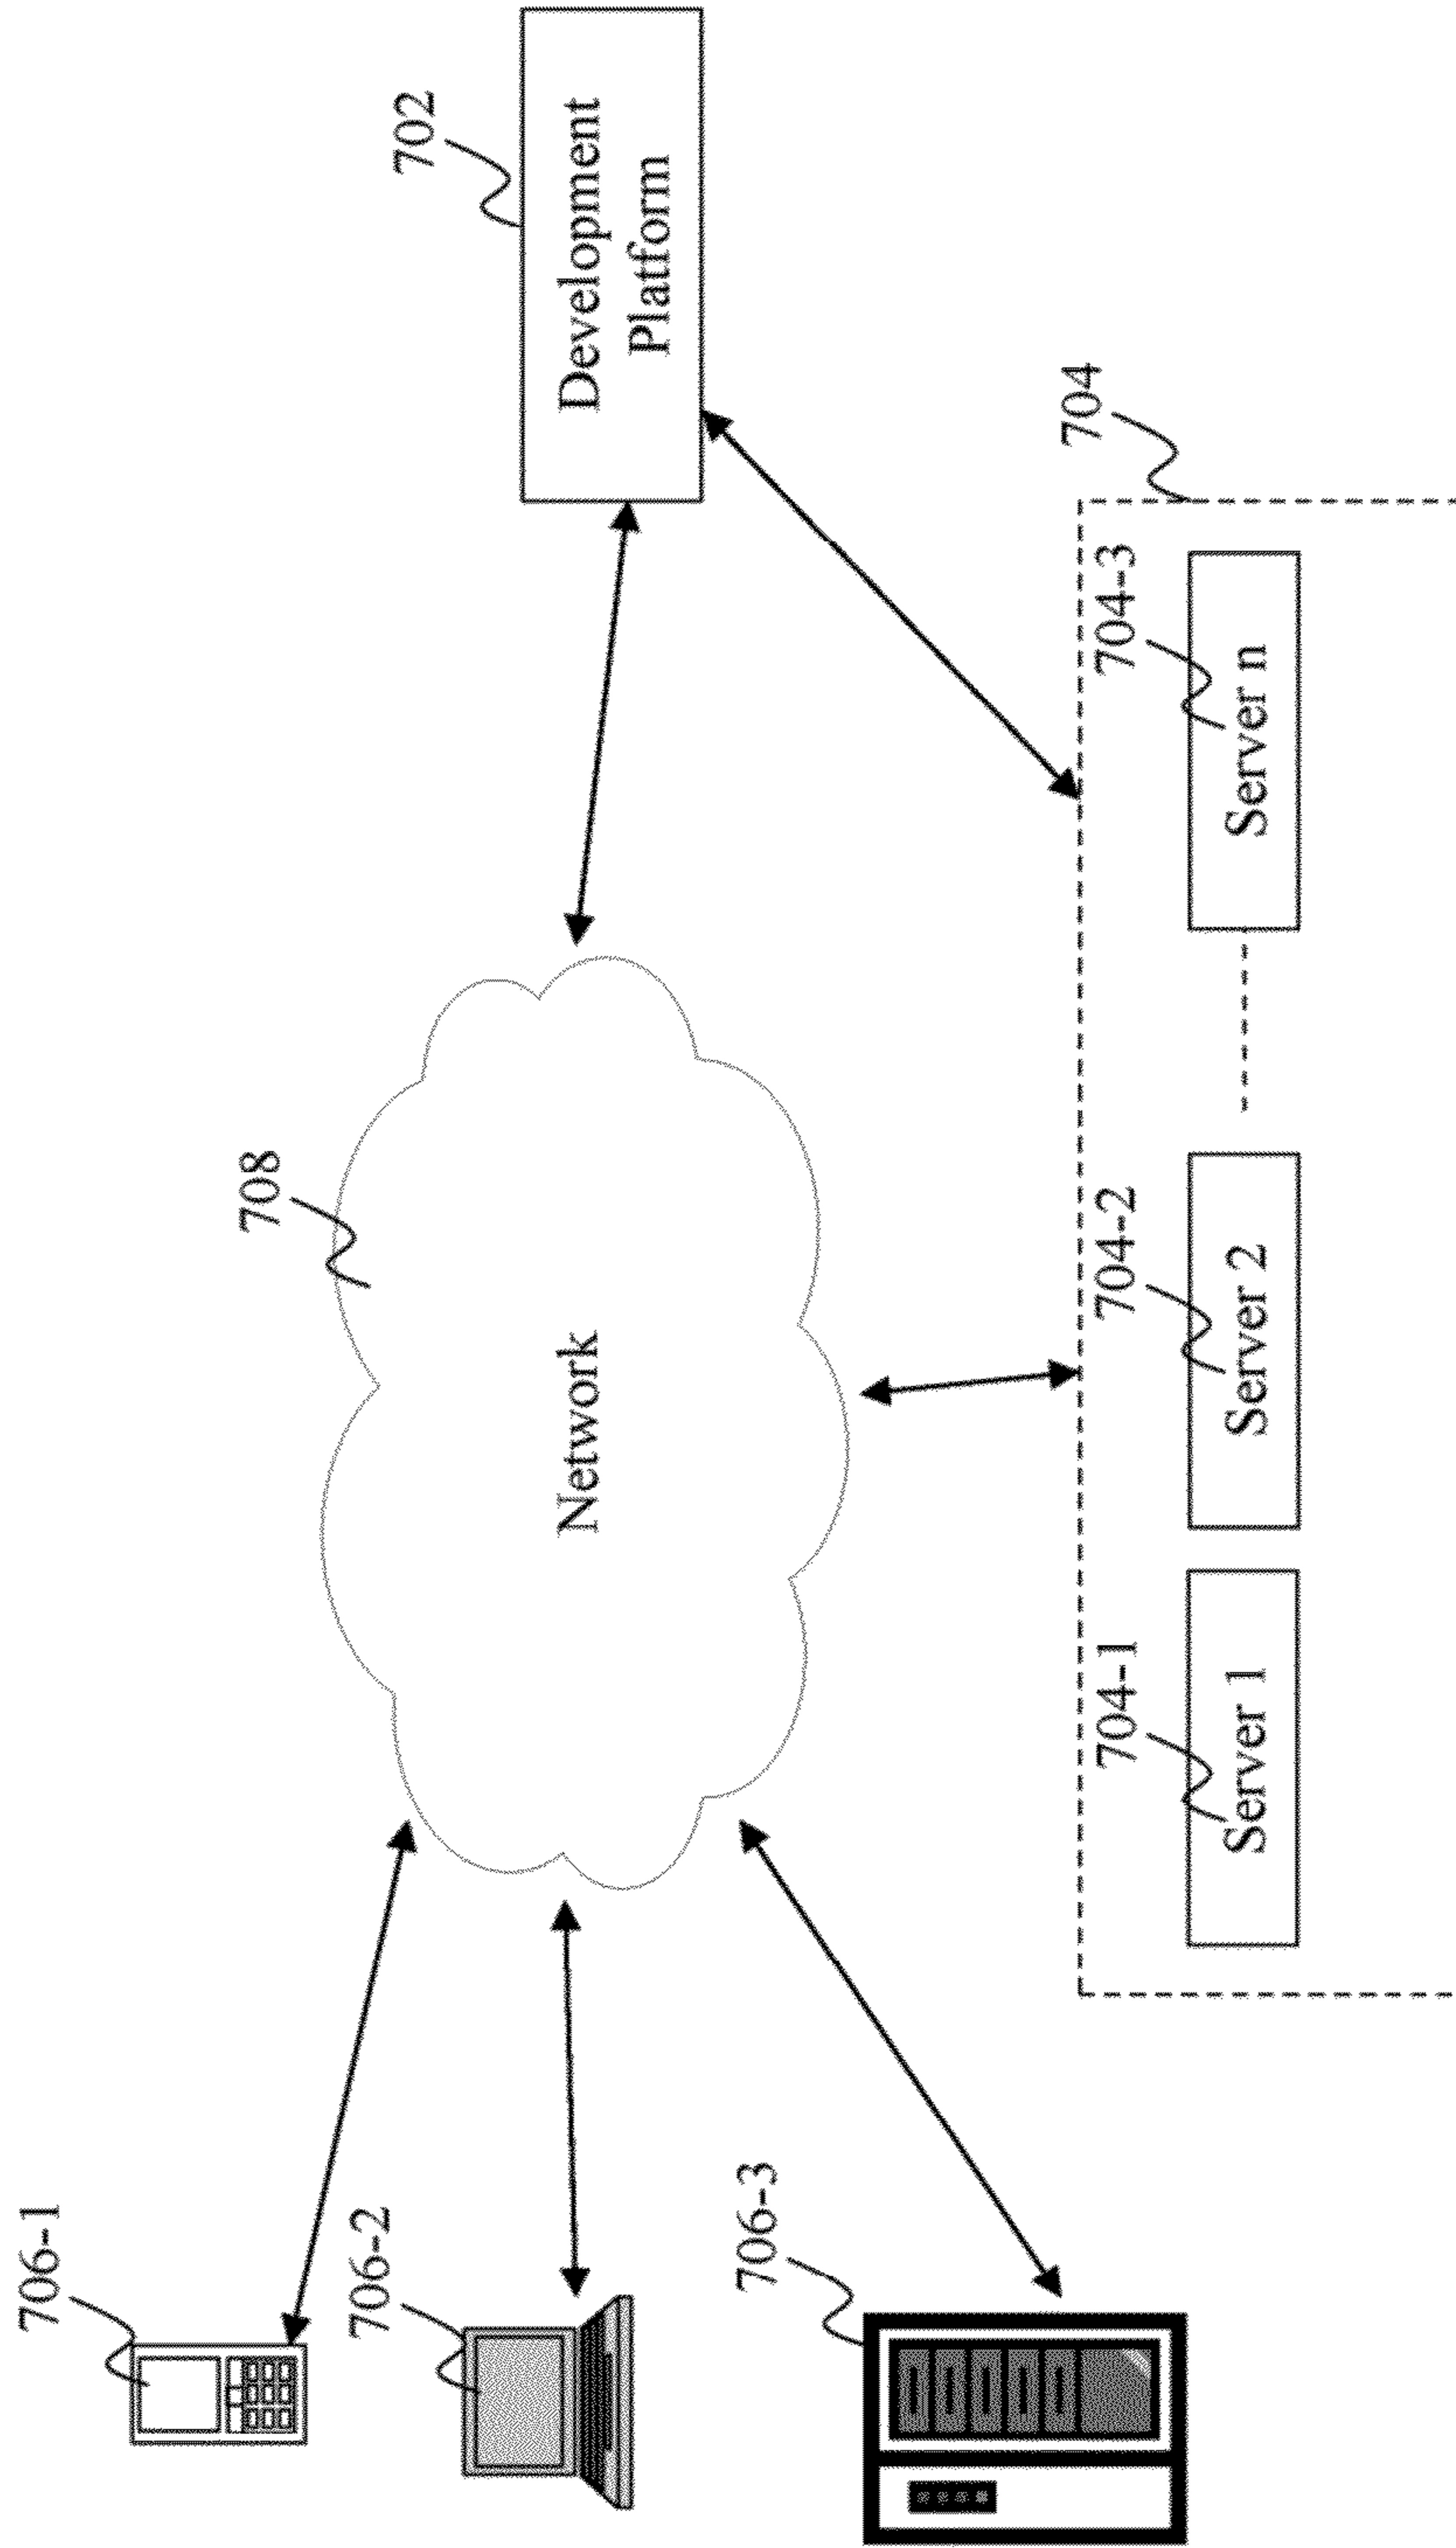 706-1
708
702
Development
Platform
706-2
Network
706-3
704
704-1
704-2
704-3
Server 1
Server 2
Server n